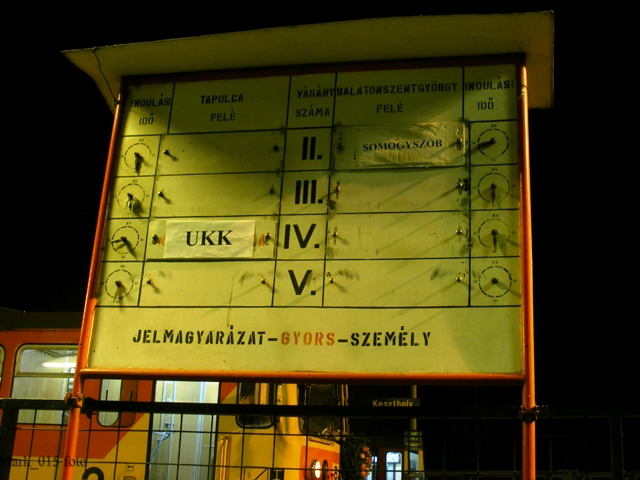 INDULÁSI TAPOLCA VÁGÁNY BALATONSZENTGYÖRGY INDULÁSI
IDŐ FELÉ SZÁMA FELÉ IDŐ
II. SOMOGYSZOB
III.
UKK IV.
V.
JELMAGYARÁZAT-GYORS-SZEMÉLY
Keszthely